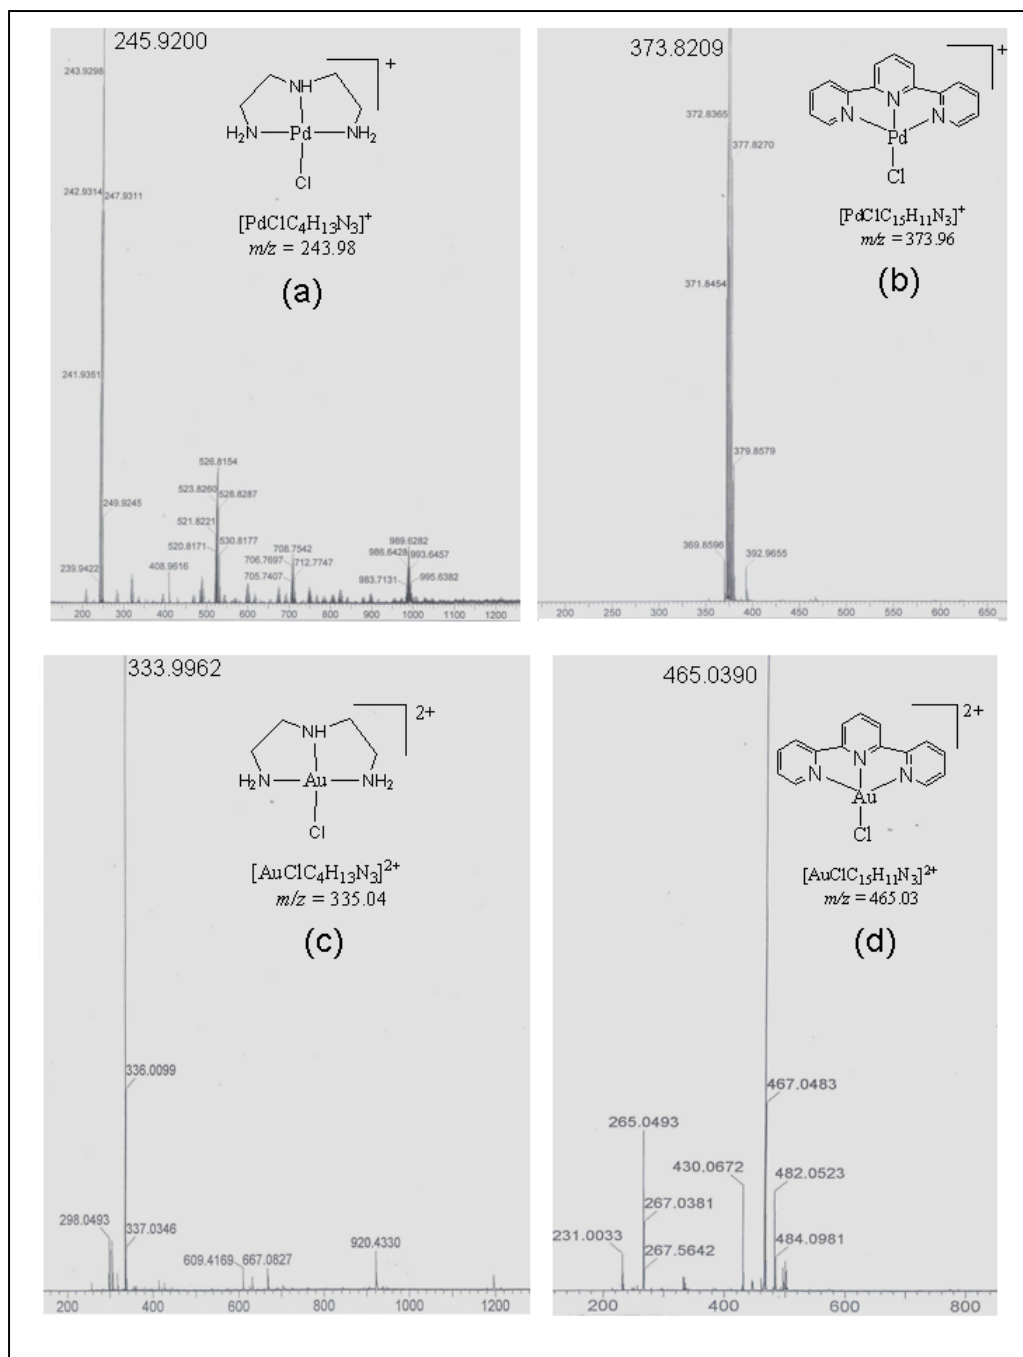 245.9200
243.9298
NH
+
H2N
Pd
NH2
Cl
242.9314
247.9311
[PdClC4H13N3]+
m/z = 243.98
(a)
241.9351
249.9245
239.9422
408.9616
526.8154
523.8260
528.8287
521.8221
520.8171
530.8177
708.7542
706.7697
712.7747
705.7407
989.6282
986.6428
993.6457
983.7131
995.6382
200 300 400 500 600 700 800 900 1000 1100 1200
373.8209
+
372.8365
377.8270
N
N
N
Pd
Cl
[PdClC15H11N3]+
m/z = 373.96
(b)
371.8454
379.8579
369.8596
392.9655
200 250 300 350 400 450 500 550 600 650
333.9962
2+
NH
H2N
Au
NH2
Cl
[AuClC4H13N3]2+
m/z = 335.04
(c)
336.0099
298.0493
337.0346
609.4169
667.0827
920.4330
200 400 600 800 1000 1200
465.0390
2+
N
N
N
Au
Cl
[AuClC15H11N3]2+
m/z = 465.03
(d)
467.0483
265.0493
430.0672
482.0523
267.0381
231.0033
267.5642
484.0981
200 400 600 800